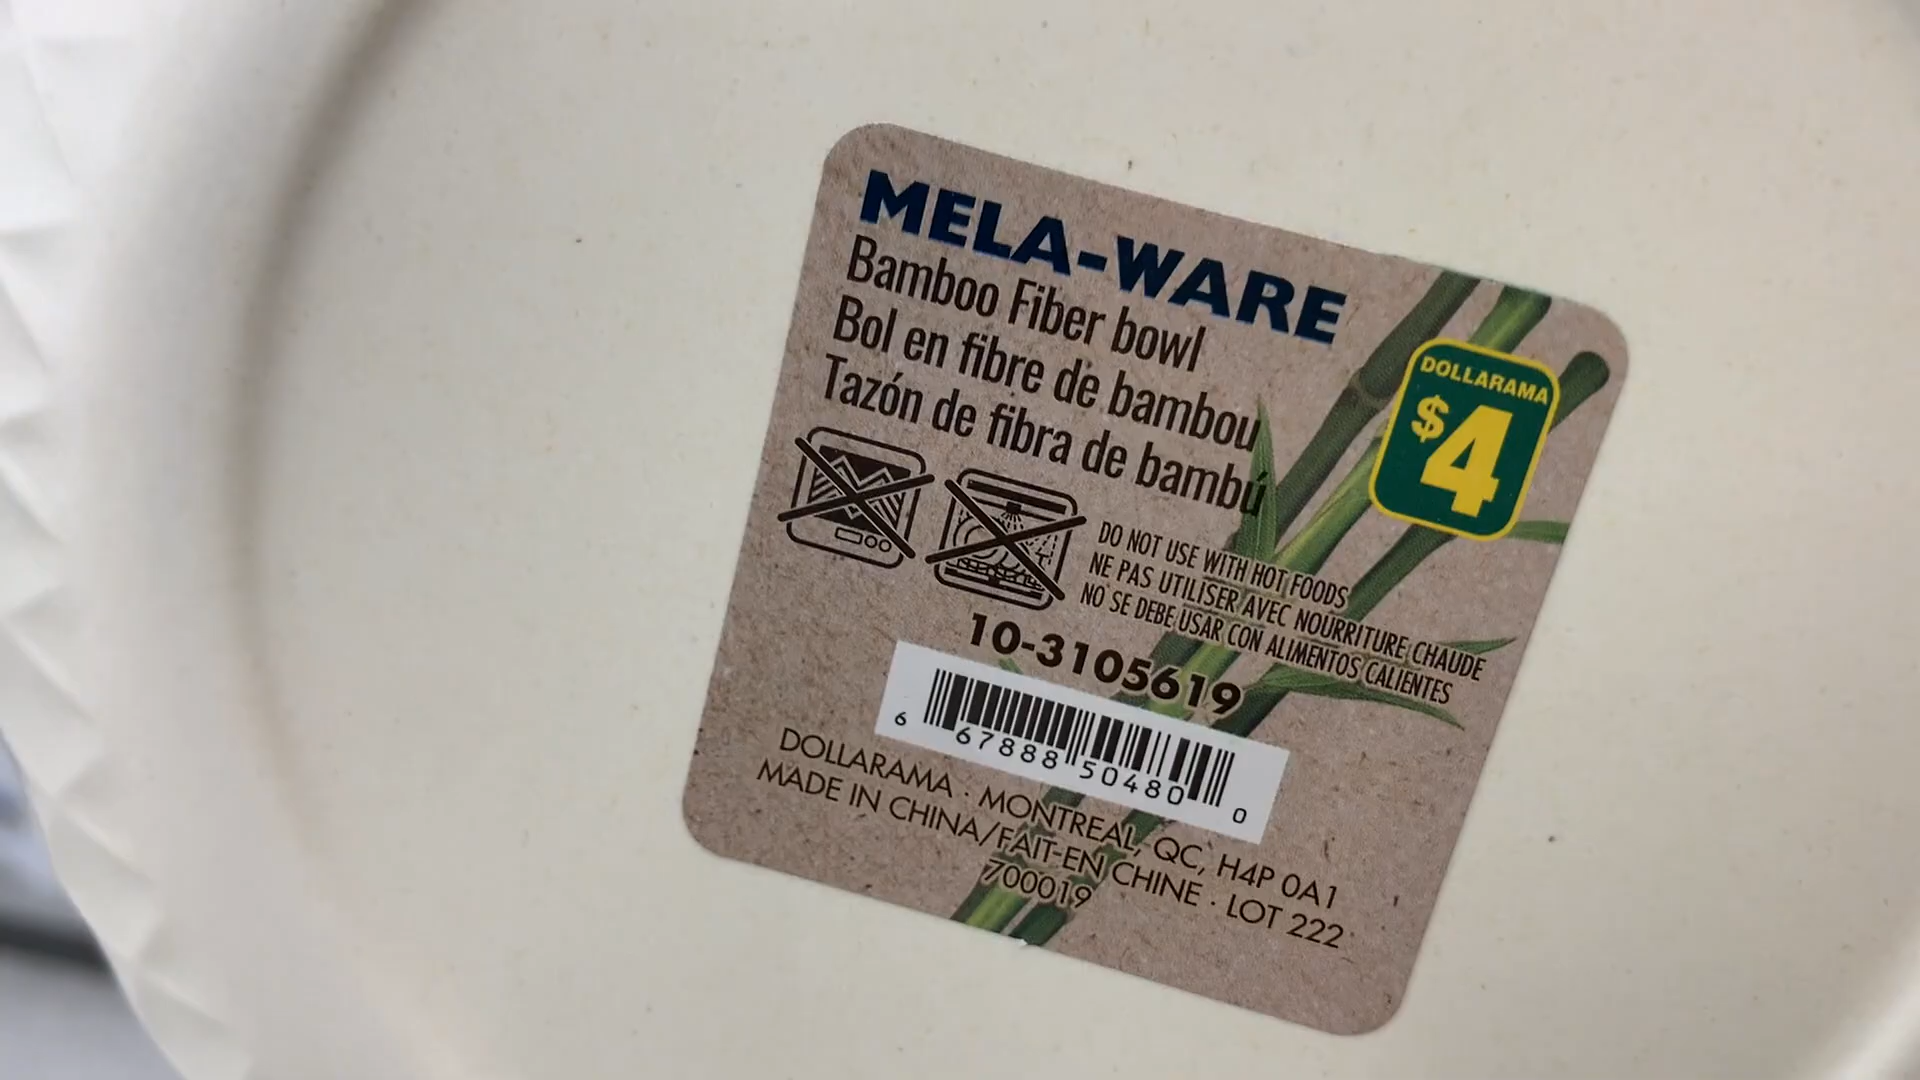 MELA-WARE
Bamboo Fiber bowl
Bol en fibre de bambou
Tazón de fibra de bambú
DOLLARAMA
$4
DO NOT USE WITH HOT FOODS
NE PAS UTILISER AVEC NOURRITURE CHAUDE
NO SE DEBE USAR CON ALIMENTOS CALIENTES
10-3105619
6 67888 50480 0
DOLLARAMA · MONTREAL, QC, H4P 0A1
MADE IN CHINA/FAIT EN CHINE · LOT 222
700019